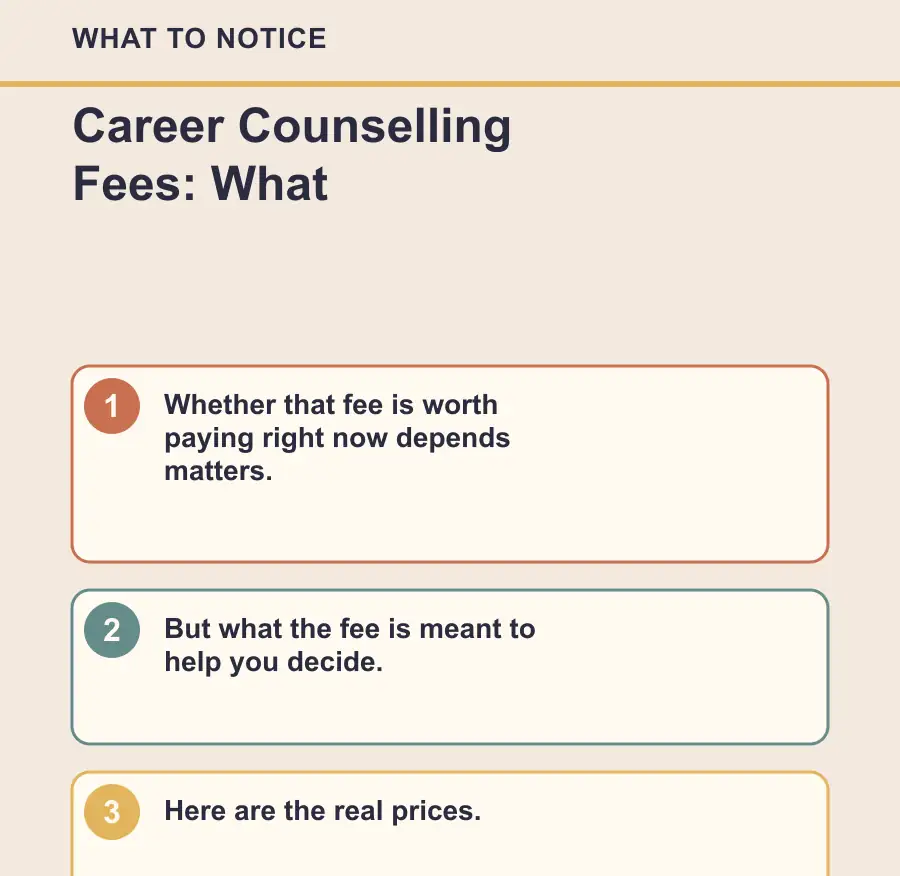 WHAT TO NOTICE
Career Counselling
Fees: What
1
Whether that fee is worth
paying right now depends
matters.
2
But what the fee is meant to
help you decide.
3
Here are the real prices.